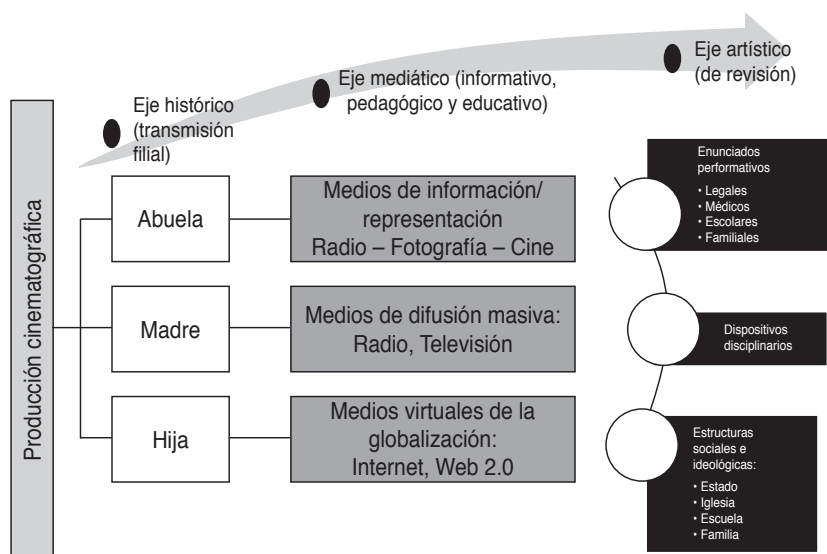 Eje histórico
(transmisión
filial)
Eje mediático (informativo,
pedagógico y educativo)
Eje artístico
(de revisión)
Producción cinematográfica
Abuela
Medios de información/
representación
Radio – Fotografía – Cine
Enunciados
performativos
• Legales
• Médicos
• Escolares
• Familiales
Madre
Medios de difusión masiva:
Radio, Televisión
Dispositivos
disciplinarios
Hija
Medios virtuales de la
globalización:
Internet, Web 2.0
Estructuras
sociales e
ideológicas:
• Estado
• Iglesia
• Escuela
• Familia